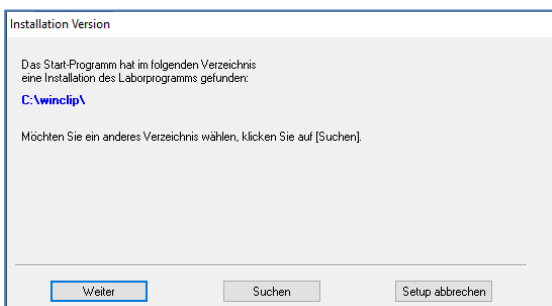 Installation Version
Das Start-Programm hat im folgenden Verzeichnis
eine Installation des Laborprogramms gefunden:
C:\winclip\
Möchten Sie ein anderes Verzeichnis wählen, klicken Sie auf [Suchen].
Weiter
Suchen
Setup abbrechen